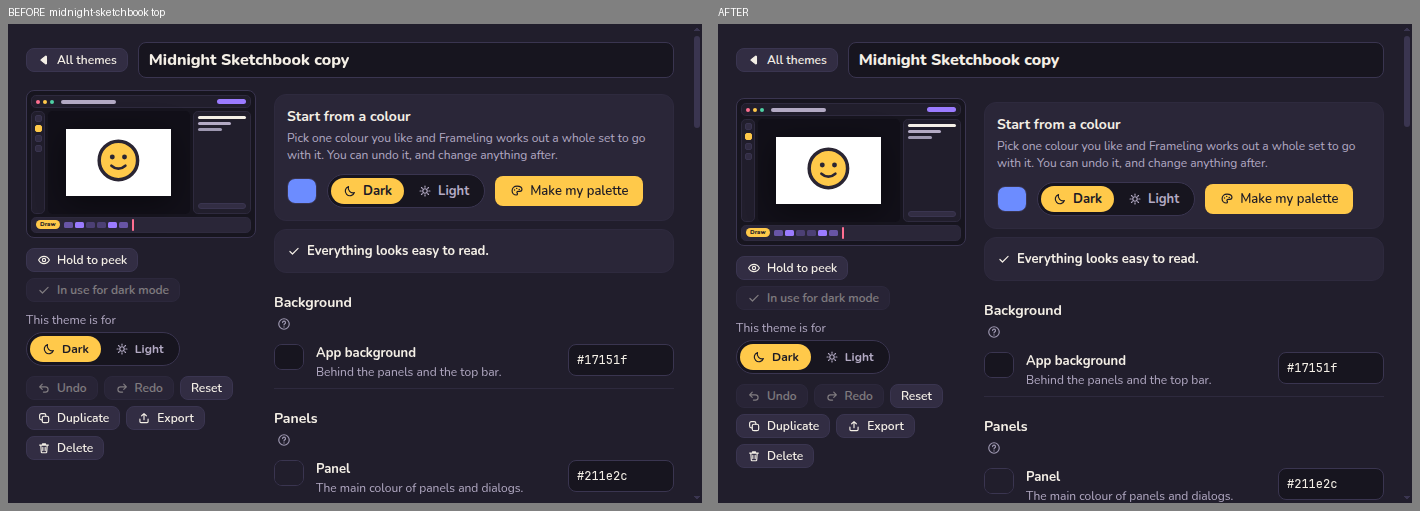 BEFORE midnight-sketchbook top
All themes
Midnight Sketchbook copy
Draw
Hold to peek
In use for dark mode
This theme is for
Dark
Light
Undo
Redo
Reset
Duplicate
Export
Delete
Start from a colour
Pick one colour you like and Frameling works out a whole set to go
with it. You can undo it, and change anything after.
Dark
Light
Make my palette
Everything looks easy to read.
Background
App background
Behind the panels and the top bar.
#17151f
Panels
Panel
The main colour of panels and dialogs.
#211e2c
AFTER
All themes
Midnight Sketchbook copy
Draw
Hold to peek
In use for dark mode
This theme is for
Dark
Light
Undo
Redo
Reset
Duplicate
Export
Delete
Start from a colour
Pick one colour you like and Frameling works out a whole set to go
with it. You can undo it, and change anything after.
Dark
Light
Make my palette
Everything looks easy to read.
Background
App background
Behind the panels and the top bar.
#17151f
Panels
Panel
The main colour of panels and dialogs.
#211e2c